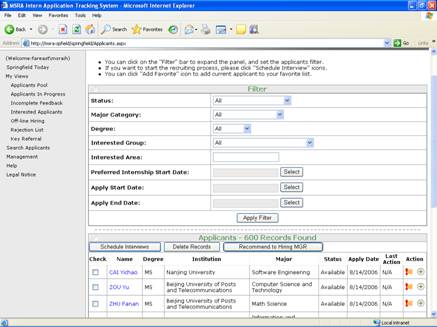 MSRA Intern Application Tracking System - Microsoft Internet Explorer
File Edit View Favorites Tools Help
Back Search Favorites
Address http://msra-spfield/springfield/Applicants.aspx Go Links
(Welcome:fareast\msraih)
Springfield Today
My Views
Applicants Pool
Applicants In Progress
Incomplete Feedback
Interested Applicants
Off-line Hiring
Rejection List
Key Referral
Search Applicants
Management
Help
Legal Notice
You can click on the "Filter" bar to expand the panel, and set the applicants filter.
If you want to start the recruiting process, please click "Schedule Interview" icons.
You can click "Add Favorite" icon to add current applicant to your favorite list.
Filter
Status: All
Major Category: All
Degree: All
Interested Group: All
Interested Area:
Preferred Internship Start Date: Select
Apply Start Date: Select
Apply End Date: Select
Apply Filter
Applicants - 600 Records Found
Schedule Interviews Delete Records Recommend to Hiring MGR
Check Name Degree Institution Major Status Apply Date Last Action Action
CAI Yichao MS Nanjing University Software Engineering Available 8/14/2006 N/A
ZOU Yu MS Beijing University of Posts and Telecommunications Computer Science and Technology Available 8/14/2006 N/A
ZHU Fanan MS Beijing University of Posts and Telecommunications Math Science Available 8/14/2006 N/A
Information and
Local intranet